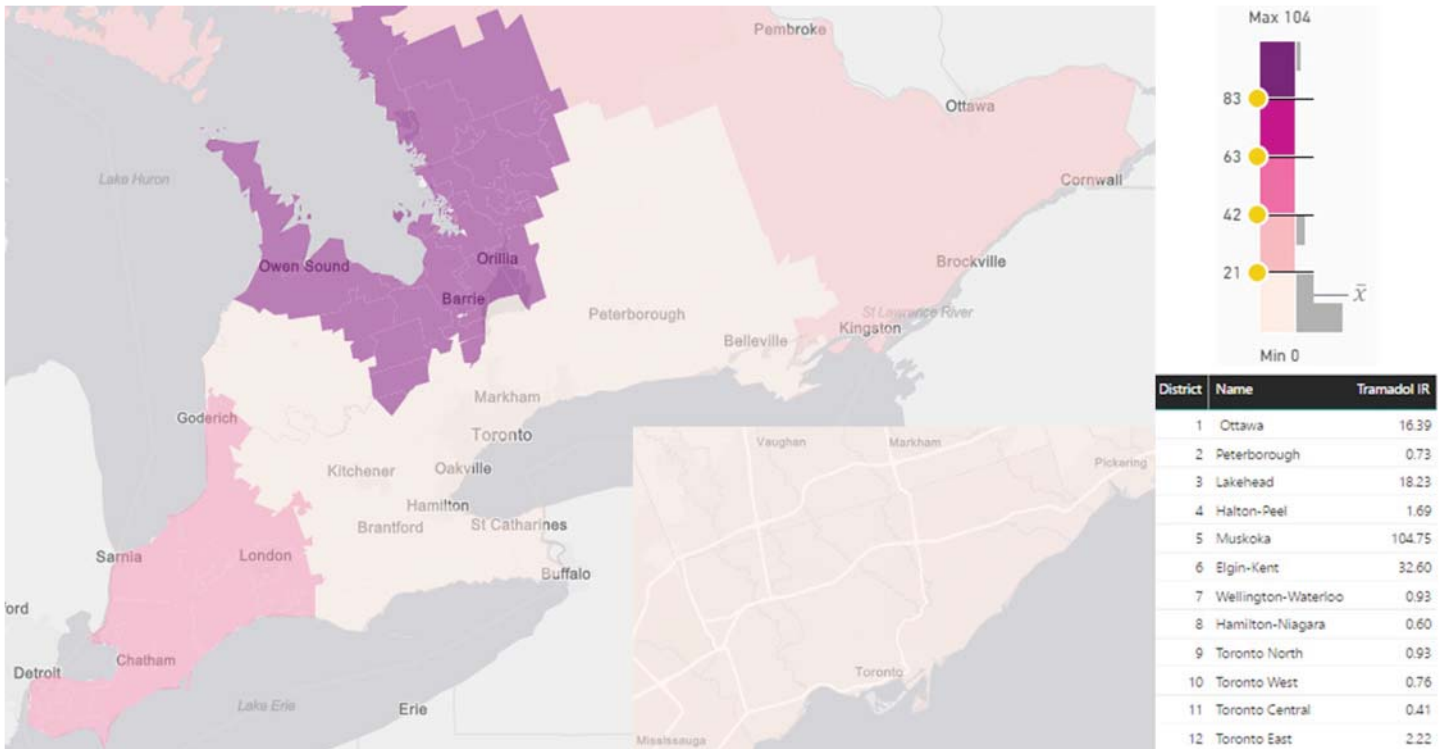 Pembroke
Ottawa
Lake Huron
Cornwall
Owen Sound
Orillia
Barrie
Brockville
Peterborough
St Lawrence River
Kingston
Belleville
Markham
Goderich
Toronto
Kitchener
Oakville
Hamilton
Brantford
St Catharines
Sarnia
London
Buffalo
ford
Chatham
Detroit
Lake Erie
Erie
Vaughan
Markham
Pickering
Toronto
Mississauga
Max 104
83
63
42
21
x̄
Min 0
District Name Tramadol IR
1 Ottawa 16.39
2 Peterborough 0.73
3 Lakehead 18.23
4 Halton-Peel 1.69
5 Muskoka 104.75
6 Elgin-Kent 32.60
7 Wellington-Waterloo 0.93
8 Hamilton-Niagara 0.60
9 Toronto North 0.93
10 Toronto West 0.76
11 Toronto Central 0.41
12 Toronto East 2.22